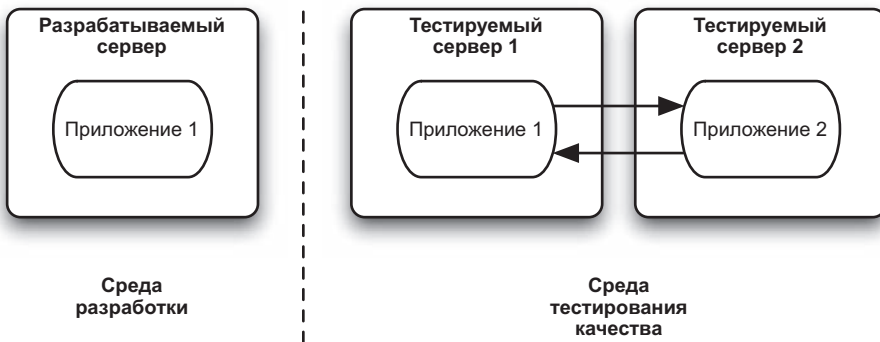 Разрабатываемый
сервер
Приложение 1
Тестируемый
сервер 1
Приложение 1
Тестируемый
сервер 2
Приложение 2
Среда
разработки
Среда
тестирования
качества